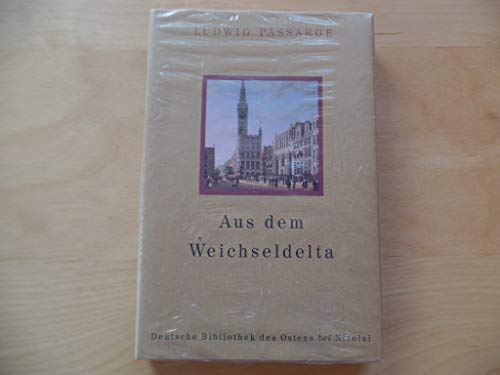 LUDWIG PASSARGE
Aus dem
Weichseldelta
Deutsche Bibliothek des Ostens bei Nicolai